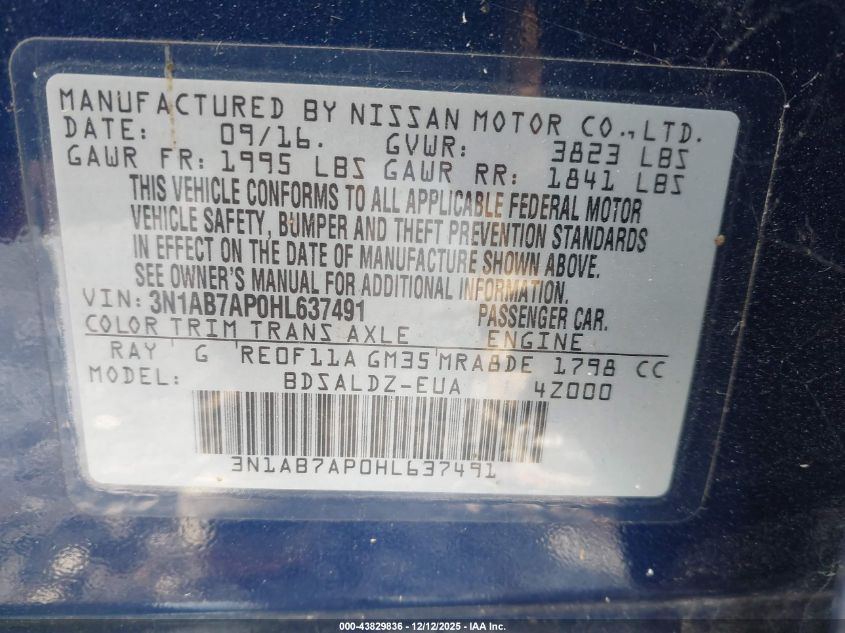 MANUFACTURED BY NISSAN MOTOR CO.,LTD.
DATE: 09/16. GVWR: 3823 LBS
GAWR FR: 1995 LBS GAWR RR: 1841 LBS
THIS VEHICLE CONFORMS TO ALL APPLICABLE FEDERAL MOTOR
VEHICLE SAFETY, BUMPER AND THEFT PREVENTION STANDARDS
IN EFFECT ON THE DATE OF MANUFACTURE SHOWN ABOVE.
SEE OWNER'S MANUAL FOR ADDITIONAL INFORMATION.
VIN: 3N1AB7AP0HL637491 PASSENGER CAR.
COLOR TRIM TRANS AXLE ENGINE
RAY G RE0F11A GM35 MRA8DE 1798 CC
MODEL: BDSALDZ-EUA 4Z000
3N1AB7AP0HL637491
000-43829836 - 12/12/2025 - IAA Inc.